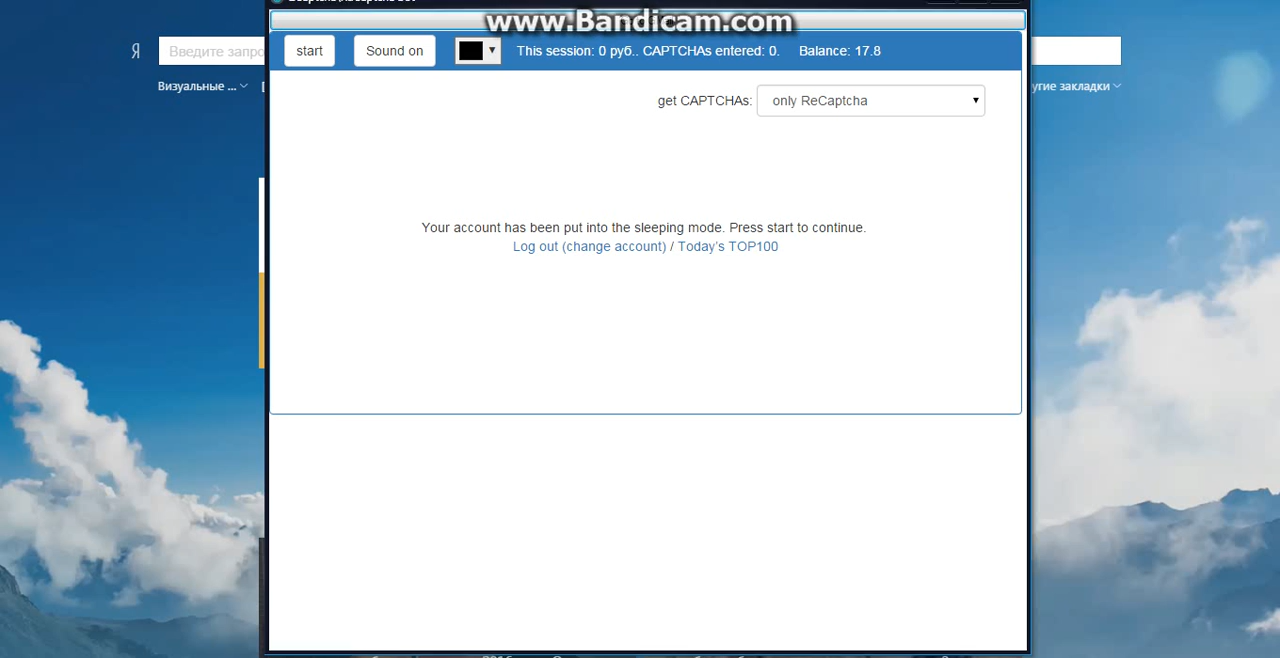 www.Bandicam.com
start
Sound on
This session: 0 руб.. CAPTCHAs entered: 0.
Balance: 17.8
Я
Введите запро
Визуальные ...
угие закладки
get CAPTCHAs:
only ReCaptcha
Your account has been put into the sleeping mode. Press start to continue.
Log out (change account) / Today's TOP100